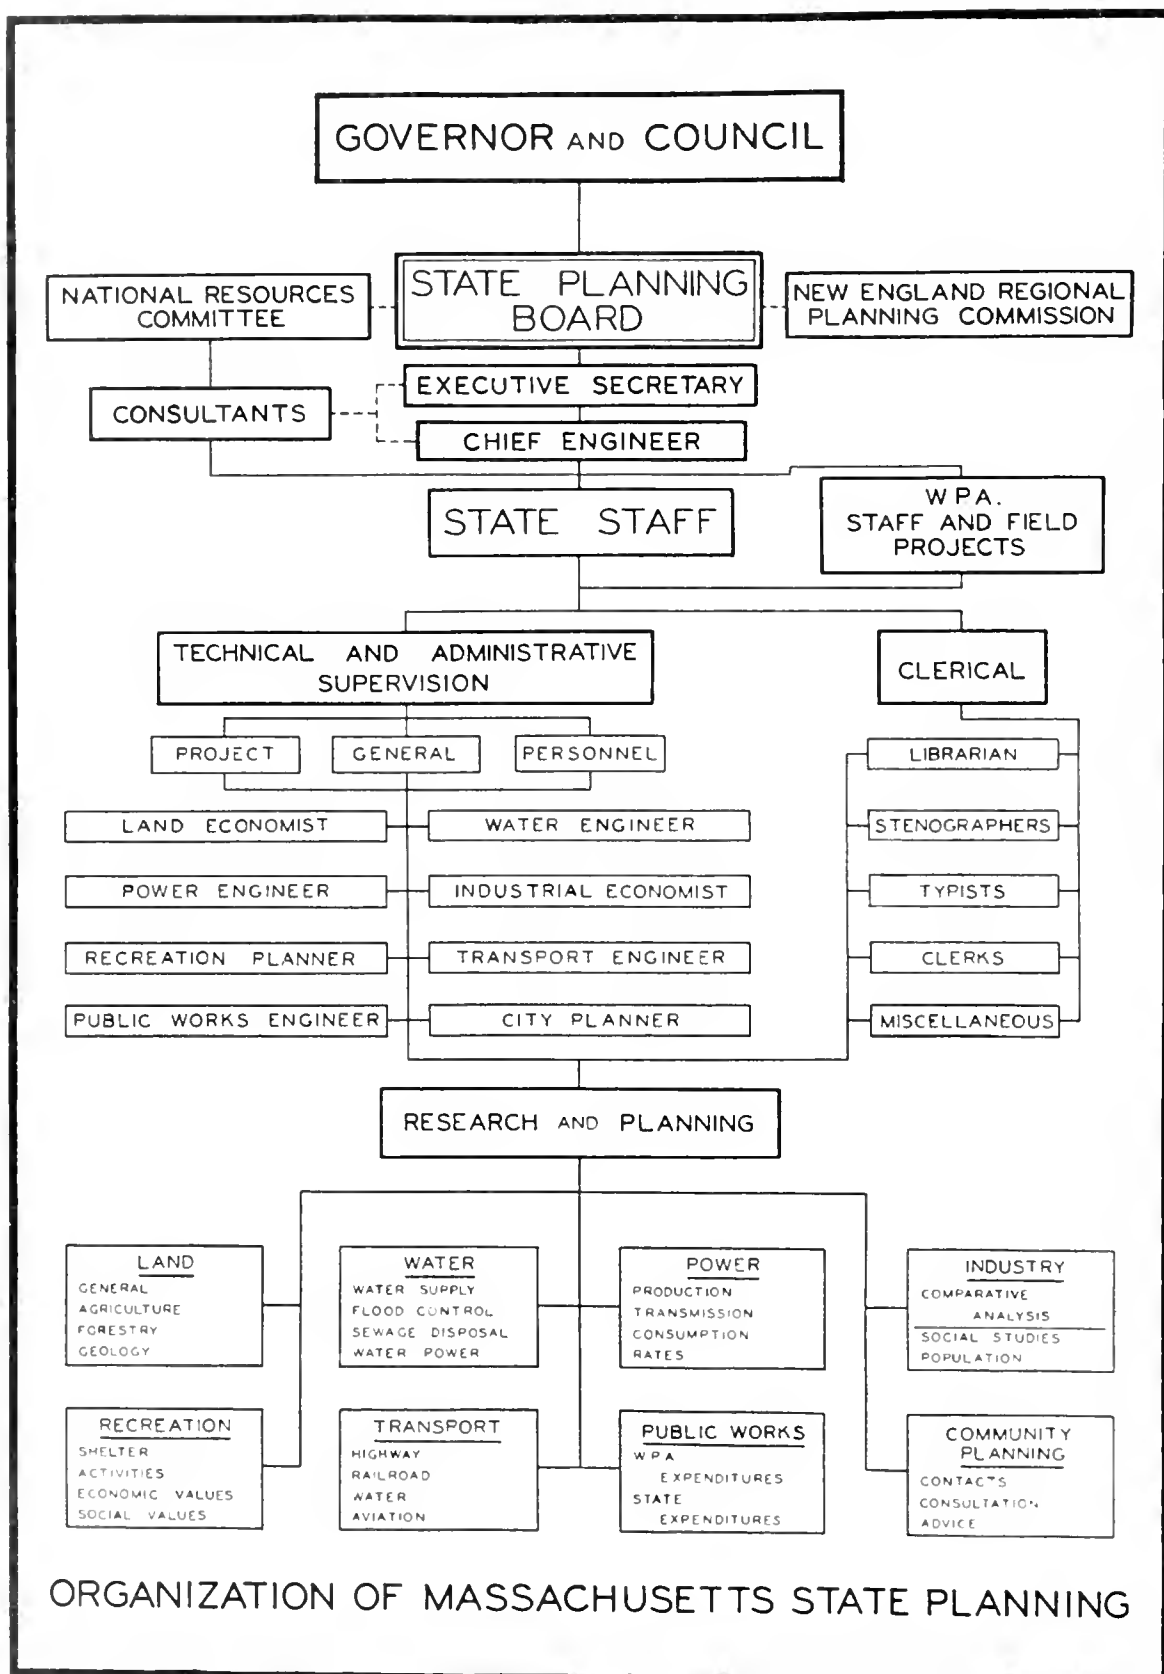 GOVERNOR AND COUNCIL
NATIONAL RESOURCES
COMMITTEE
STATE PLANNING
BOARD
NEW ENGLAND REGIONAL
PLANNING COMMISSION
EXECUTIVE SECRETARY
CONSULTANTS
CHIEF ENGINEER
STATE STAFF
WPA.
STAFF AND FIELD
PROJECTS
TECHNICAL AND ADMINISTRATIVE
SUPERVISION
CLERICAL
PROJECT
GENERAL
PERSONNEL
LIBRARIAN
LAND ECONOMIST
WATER ENGINEER
STENOGRAPHERS
POWER ENGINEER
INDUSTRIAL ECONOMIST
TYPISTS
RECREATION PLANNER
TRANSPORT ENGINEER
CLERKS
PUBLIC WORKS ENGINEER
CITY PLANNER
MISCELLANEOUS
RESEARCH AND PLANNING
LAND
GENERAL
AGRICULTURE
FORESTRY
GEOLOGY
WATER
WATER SUPPLY
FLOOD CONTROL
SEWAGE DISPOSAL
WATER POWER
POWER
PRODUCTION
TRANSMISSION
CONSUMPTION
RATES
INDUSTRY
COMPARATIVE
ANALYSIS
SOCIAL STUDIES
POPULATION
RECREATION
SHELTER
ACTIVITIES
ECONOMIC VALUES
SOCIAL VALUES
TRANSPORT
HIGHWAY
RAILROAD
WATER
AVIATION
PUBLIC WORKS
WPA
EXPENDITURES
STATE
EXPENDITURES
COMMUNITY
PLANNING
CONTACTS
CONSULTATION
ADVICE
ORGANIZATION OF MASSACHUSETTS STATE PLANNING